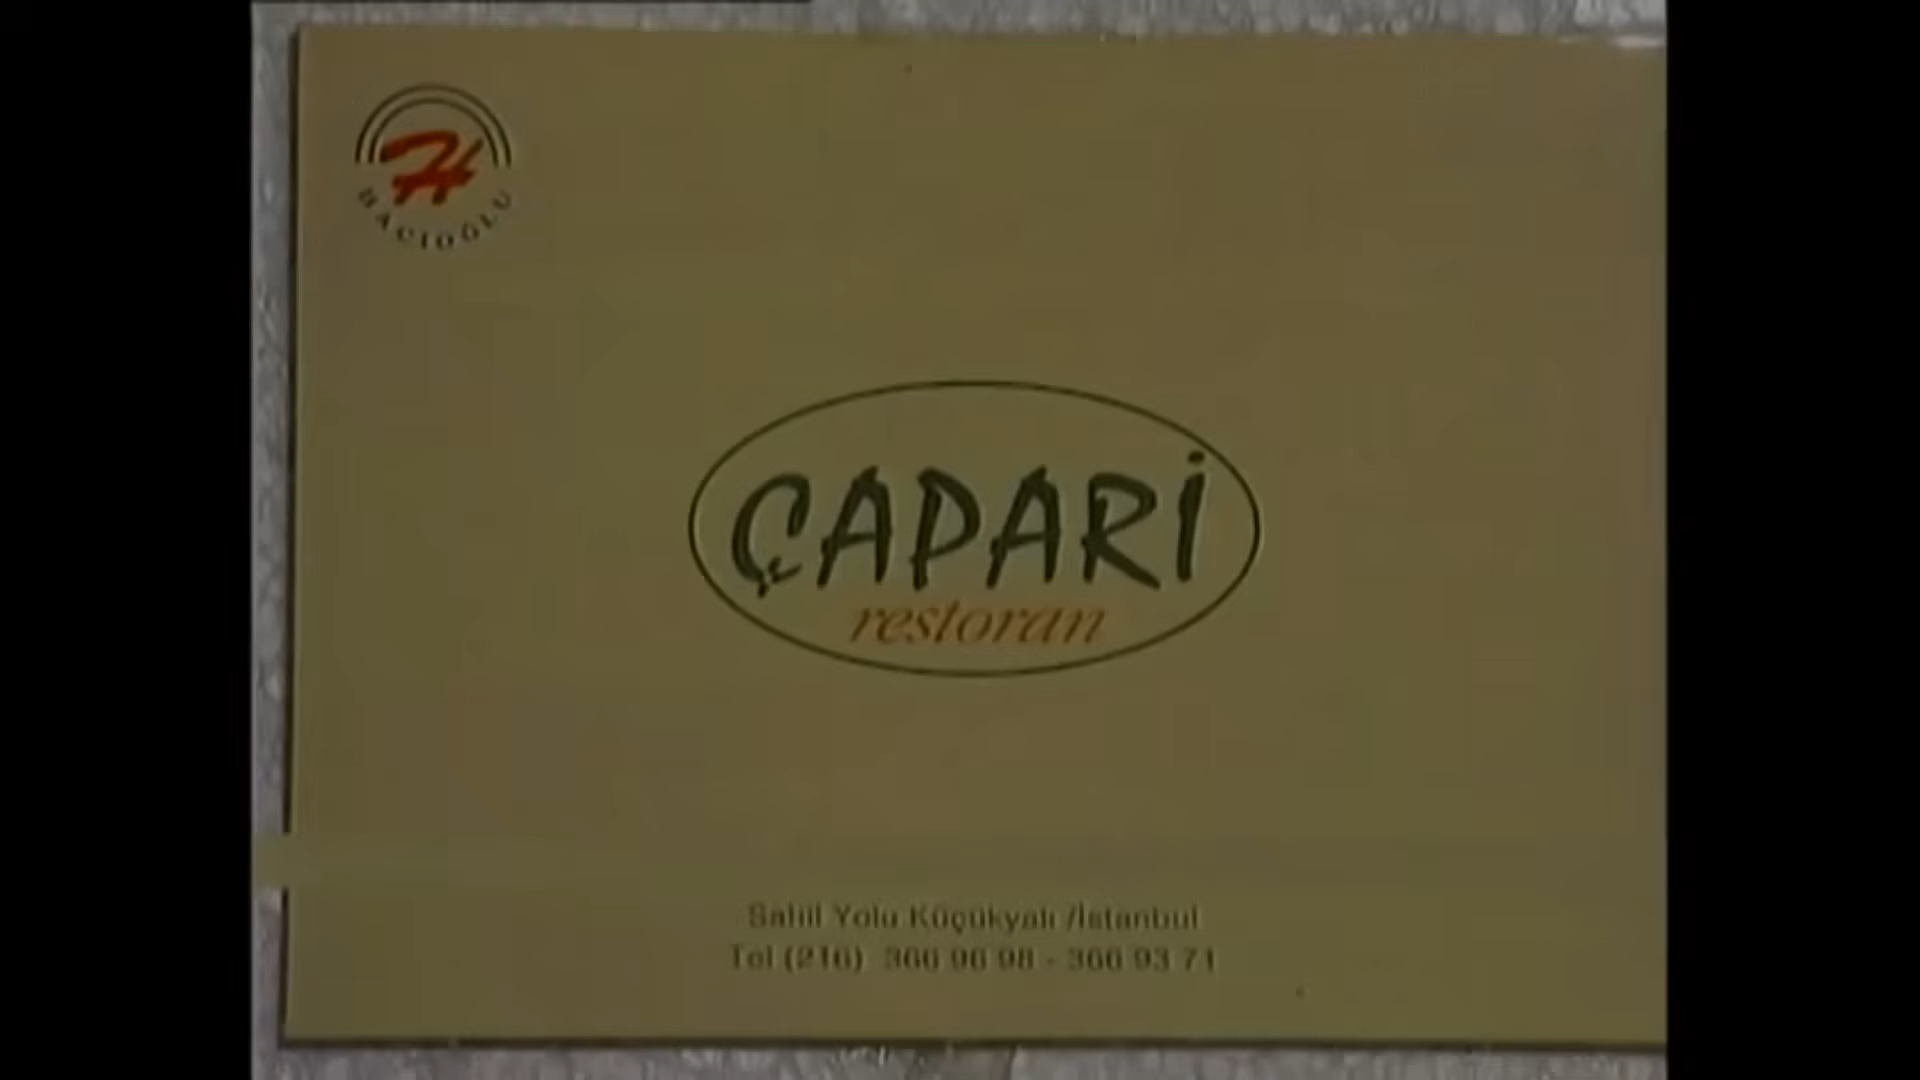 H
HACIOĞLU
ÇAPARİ
restoran
Sahil Yolu Küçükyalı /İstanbul
Tel (216) 366 96 98 - 366 93 71